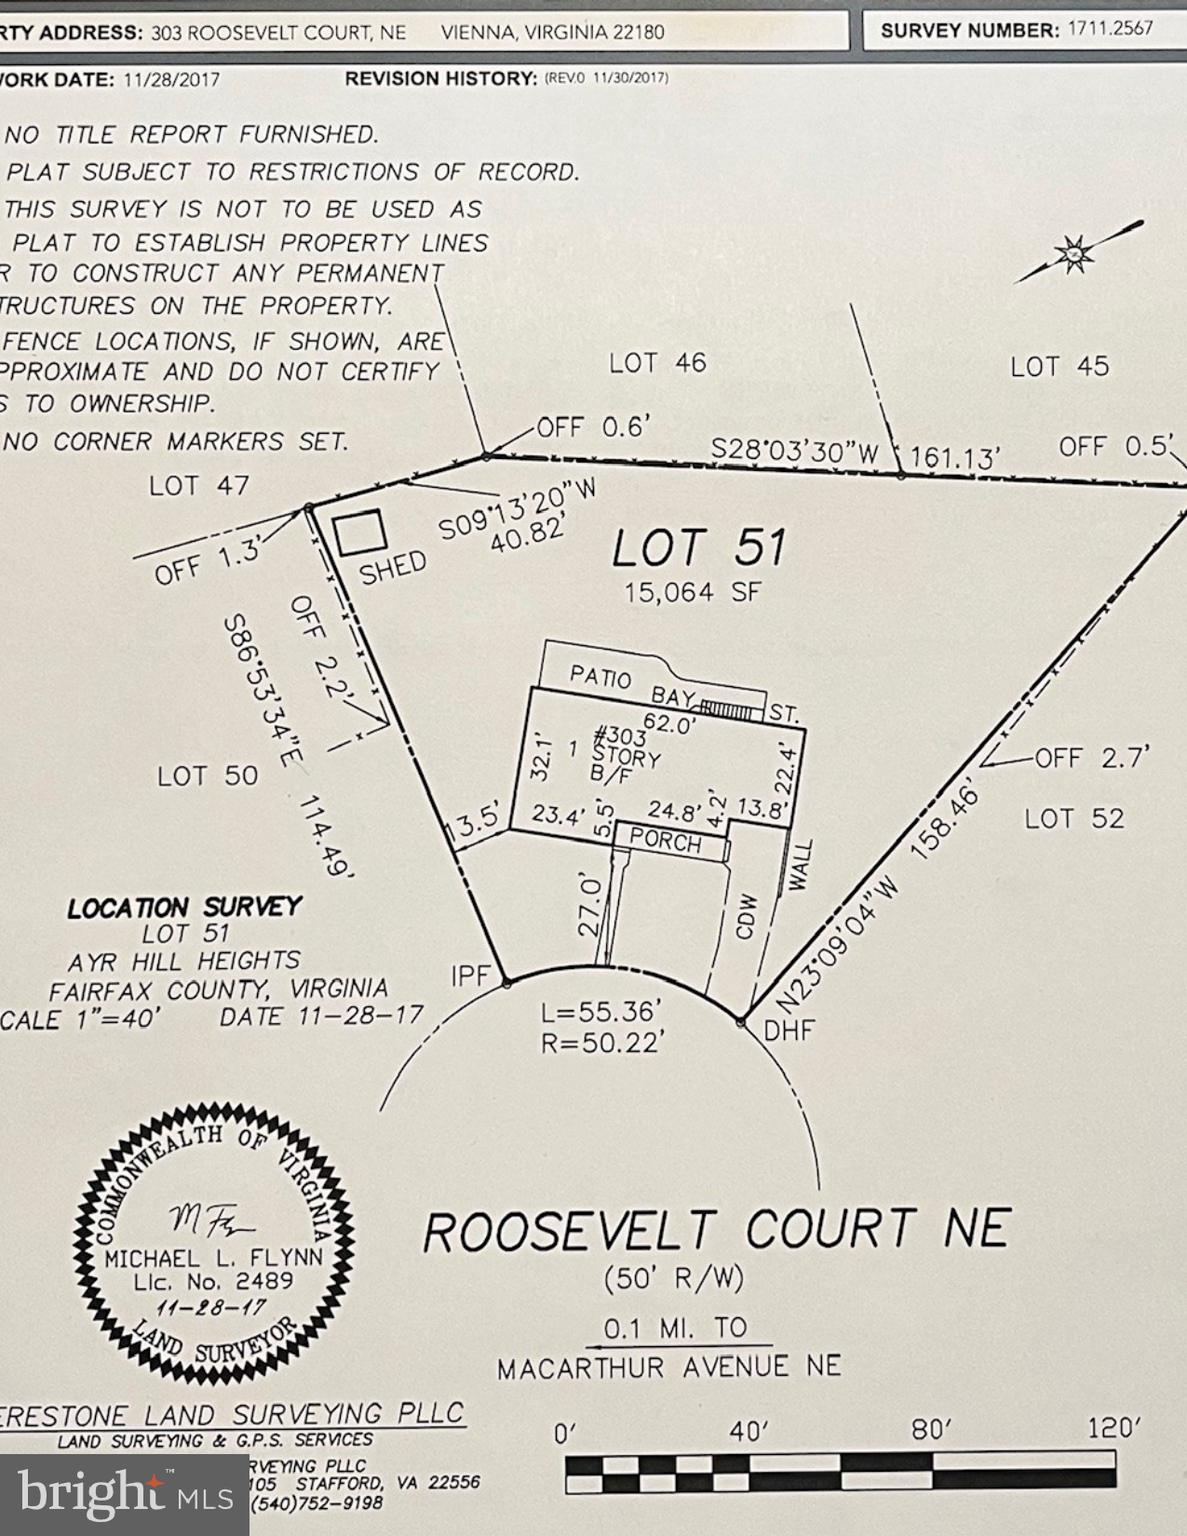 RTY ADDRESS: 303 ROOSEVELT COURT, NE VIENNA, VIRGINIA 22180
SURVEY NUMBER: 1711.2567
WORK DATE: 11/28/2017 REVISION HISTORY: (REV.0 11/30/2017)
NO TITLE REPORT FURNISHED.
PLAT SUBJECT TO RESTRICTIONS OF RECORD.
THIS SURVEY IS NOT TO BE USED AS
PLAT TO ESTABLISH PROPERTY LINES
R TO CONSTRUCT ANY PERMANENT
TRUCTURES ON THE PROPERTY.
FENCE LOCATIONS, IF SHOWN, ARE
PPROXIMATE AND DO NOT CERTIFY
S TO OWNERSHIP.
NO CORNER MARKERS SET.
LOT 46
LOT 45
OFF 0.6'
S28°03'30"W 161.13'
OFF 0.5'
LOT 47
S09°13'20"W
40.82'
OFF 1.3'
SHED
LOT 51
15,064 SF
OFF 2.2'
S86°53'34"E 114.49'
PATIO
BAY
ST.
62.0'
#303
1 STORY
B/F
32.1'
22.4'
OFF 2.7'
LOT 50
LOT 52
158.46'
N23°09'04"W
13.5'
23.4'
5.5'
24.8'
4.2'
13.8'
PORCH
WALL
27.0'
CDW
LOCATION SURVEY
LOT 51
AYR HILL HEIGHTS
FAIRFAX COUNTY, VIRGINIA
CALE 1"=40' DATE 11-28-17
IPF
L=55.36'
R=50.22'
DHF
COMMONWEALTH OF VIRGINIA
MICHAEL L. FLYNN
Lic. No. 2489
11-28-17
LAND SURVEYOR
ROOSEVELT COURT NE
(50' R/W)
0.1 MI. TO
MACARTHUR AVENUE NE
ERESTONE LAND SURVEYING PLLC
LAND SURVEYING & G.P.S. SERVICES
RVEYING PLLC
105 STAFFORD, VA 22556
(540)752-9198
0' 40' 80' 120'
bright™ MLS